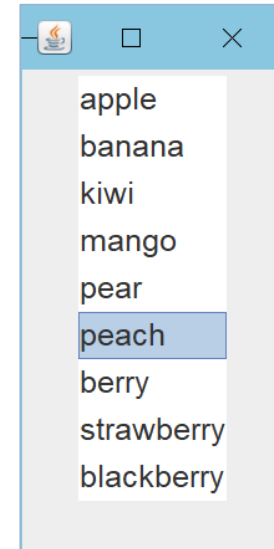 apple
banana
kiwi
mango
pear
peach
berry
strawberry
blackberry